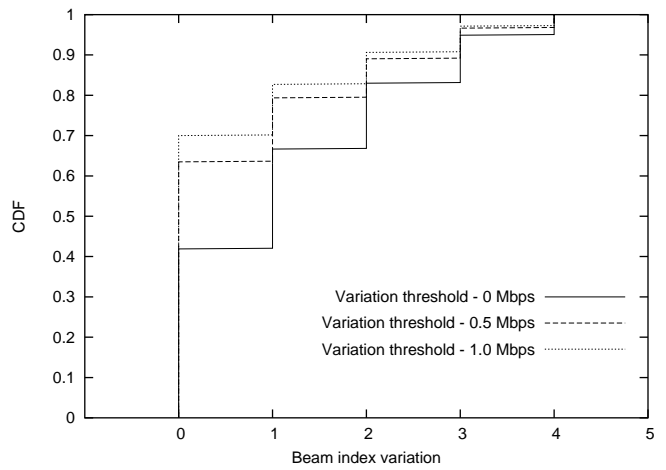 1
0.9
0.8
0.7
0.6
0.5
0.4
0.3
0.2
0.1
0
CDF
Variation threshold - 0 Mbps
Variation threshold - 0.5 Mbps
Variation threshold - 1.0 Mbps
0 1 2 3 4 5
Beam index variation